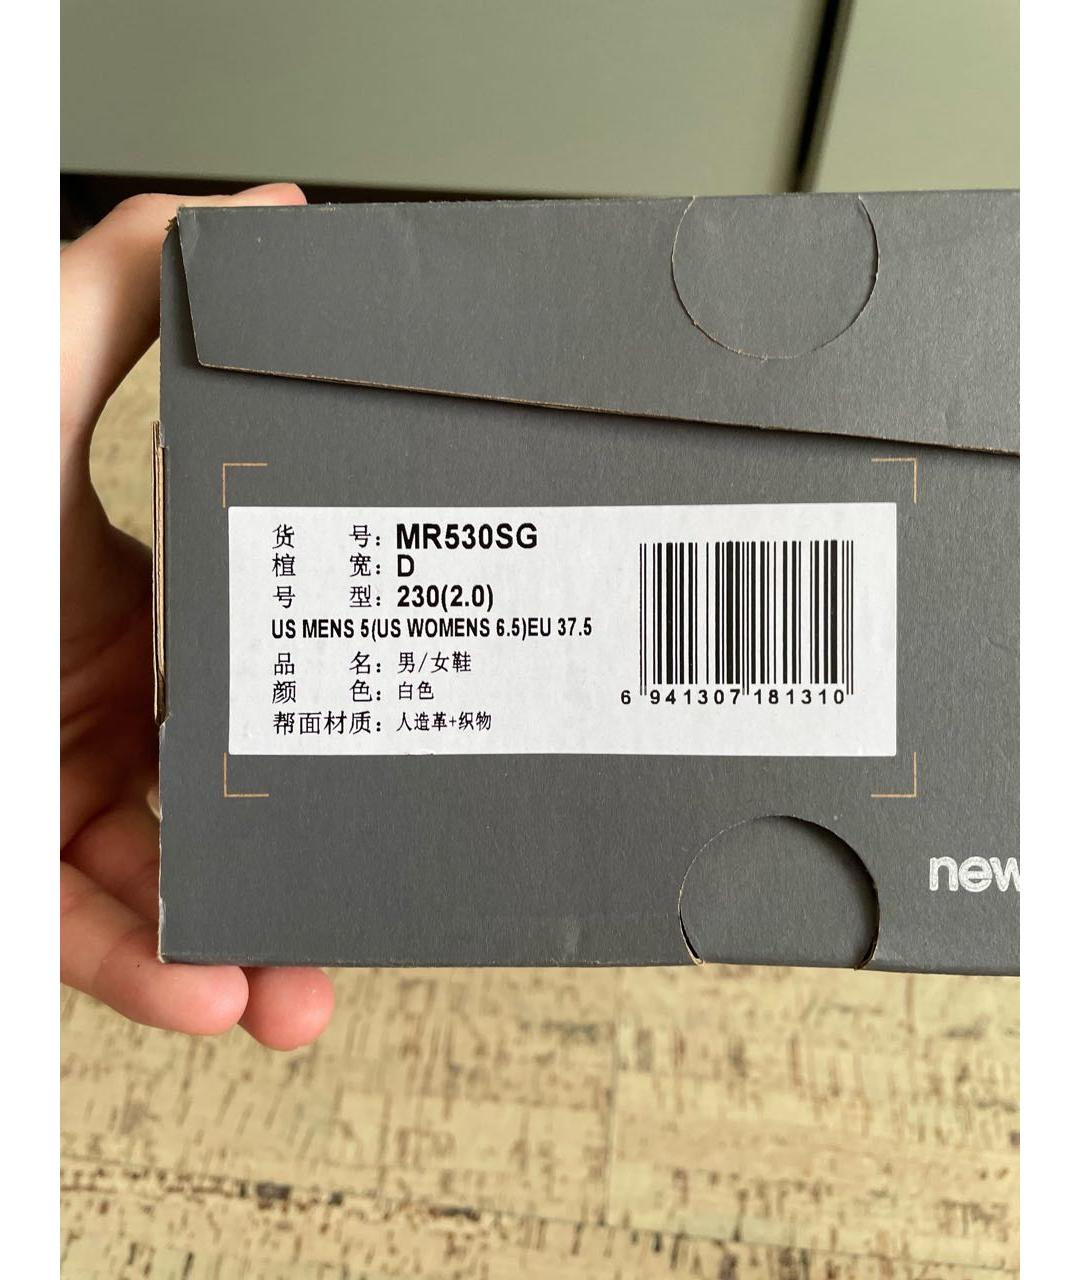 货 号: MR530SG
楦 宽: D
号 型: 230(2.0)
US MENS 5(US WOMENS 6.5)EU 37.5
品 名: 男/女鞋
颜 色: 白色
帮面材质: 人造革+织物
6 941307 181310
new